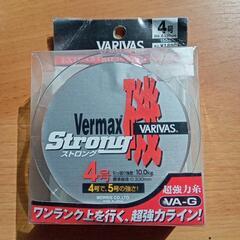 VARIVAS
4号
Vermax
磯
VARIVAS
Strong
ストロング
4号
10.0kg
0.330mm
4号で、5号の強さ!
超強力糸
VA-G
ワンランク上を行く、超強力ライン!